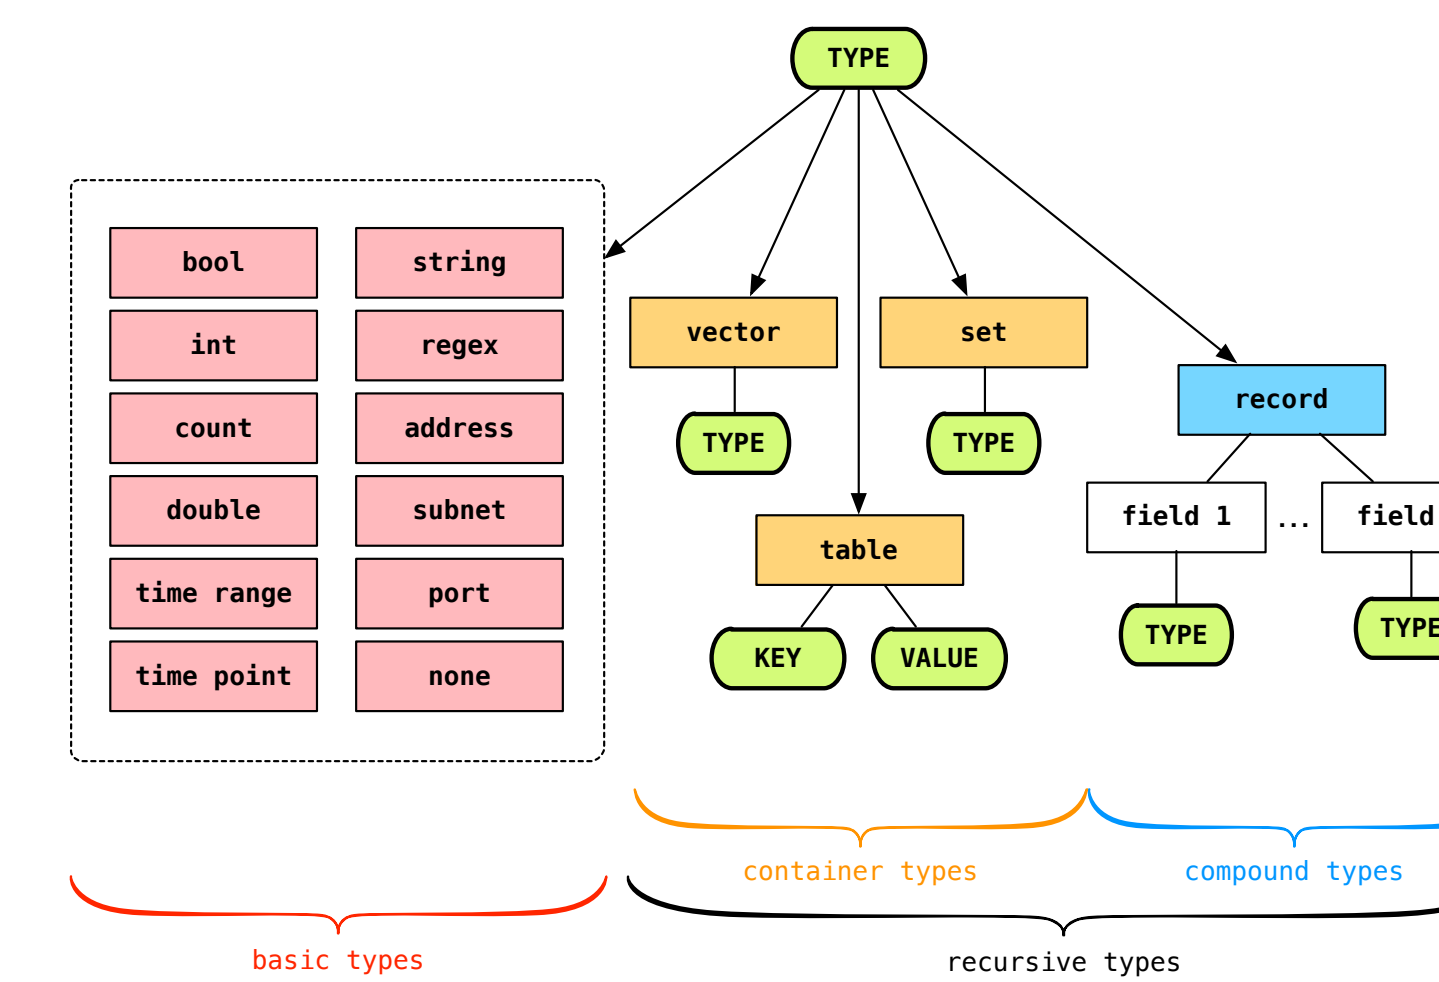 TYPE
bool
string
int
regex
count
address
double
subnet
time range
port
time point
none
vector
set
TYPE
TYPE
table
KEY
VALUE
record
field 1
...
field
TYPE
TYPE
container types
compound types
basic types
recursive types